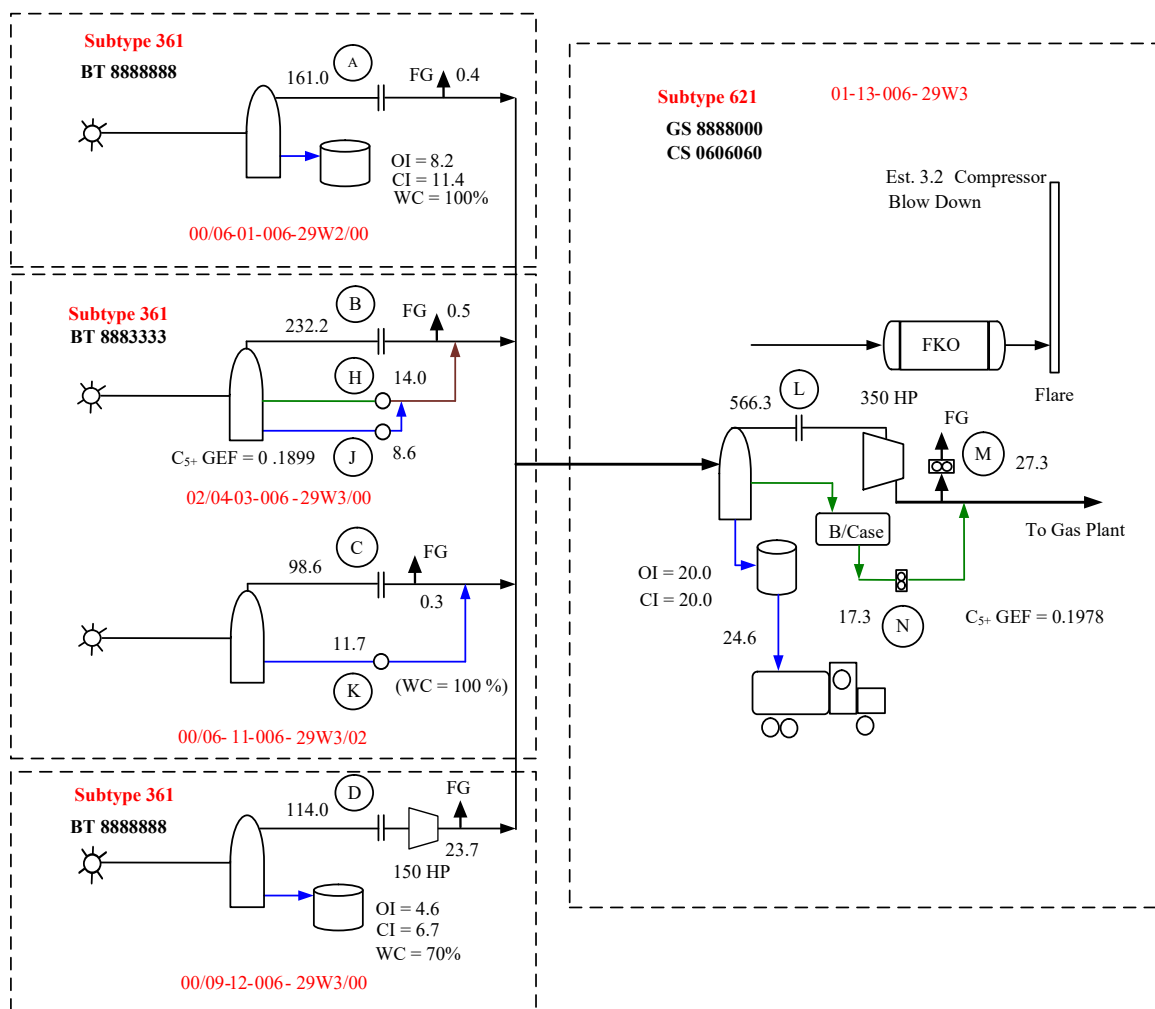 Subtype 361
BT 8888888
161.0
A
FG
0.4
OI = 8.2
CI = 11.4
WC = 100%
00/06-01-006-29W2/00
Subtype 361
BT 8883333
232.2
B
FG
0.5
H
14.0
J
8.6
C5+ GEF = 0 .1899
02/04-03-006 -29W3/00
98.6
C
FG
0.3
11.7
K
(WC = 100 %)
00/06- 11-006- 29W3/02
Subtype 361
BT 8888888
114.0
D
FG
23.7
150 HP
OI = 4.6
CI = 6.7
WC = 70%
00/09-12-006 - 29W3/00
Subtype 621
01-13-006- 29W3
GS 8888000
CS 0606060
Est. 3.2 Compressor
Blow Down
FKO
Flare
566.3
L
350 HP
FG
M
27.3
To Gas Plant
B/Case
OI = 20.0
CI = 20.0
17.3
N
C5+ GEF = 0.1978
24.6